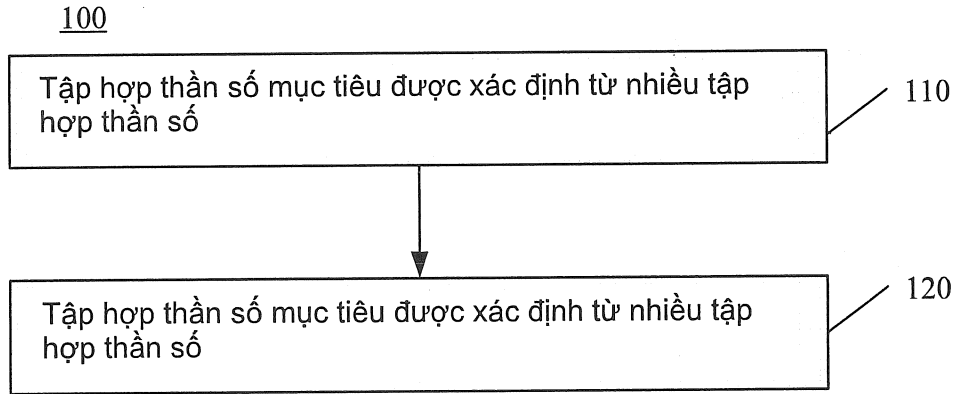 100
Tập hợp thần số mục tiêu được xác định từ nhiều tập
hợp thần số
110
Tập hợp thần số mục tiêu được xác định từ nhiều tập
hợp thần số
120